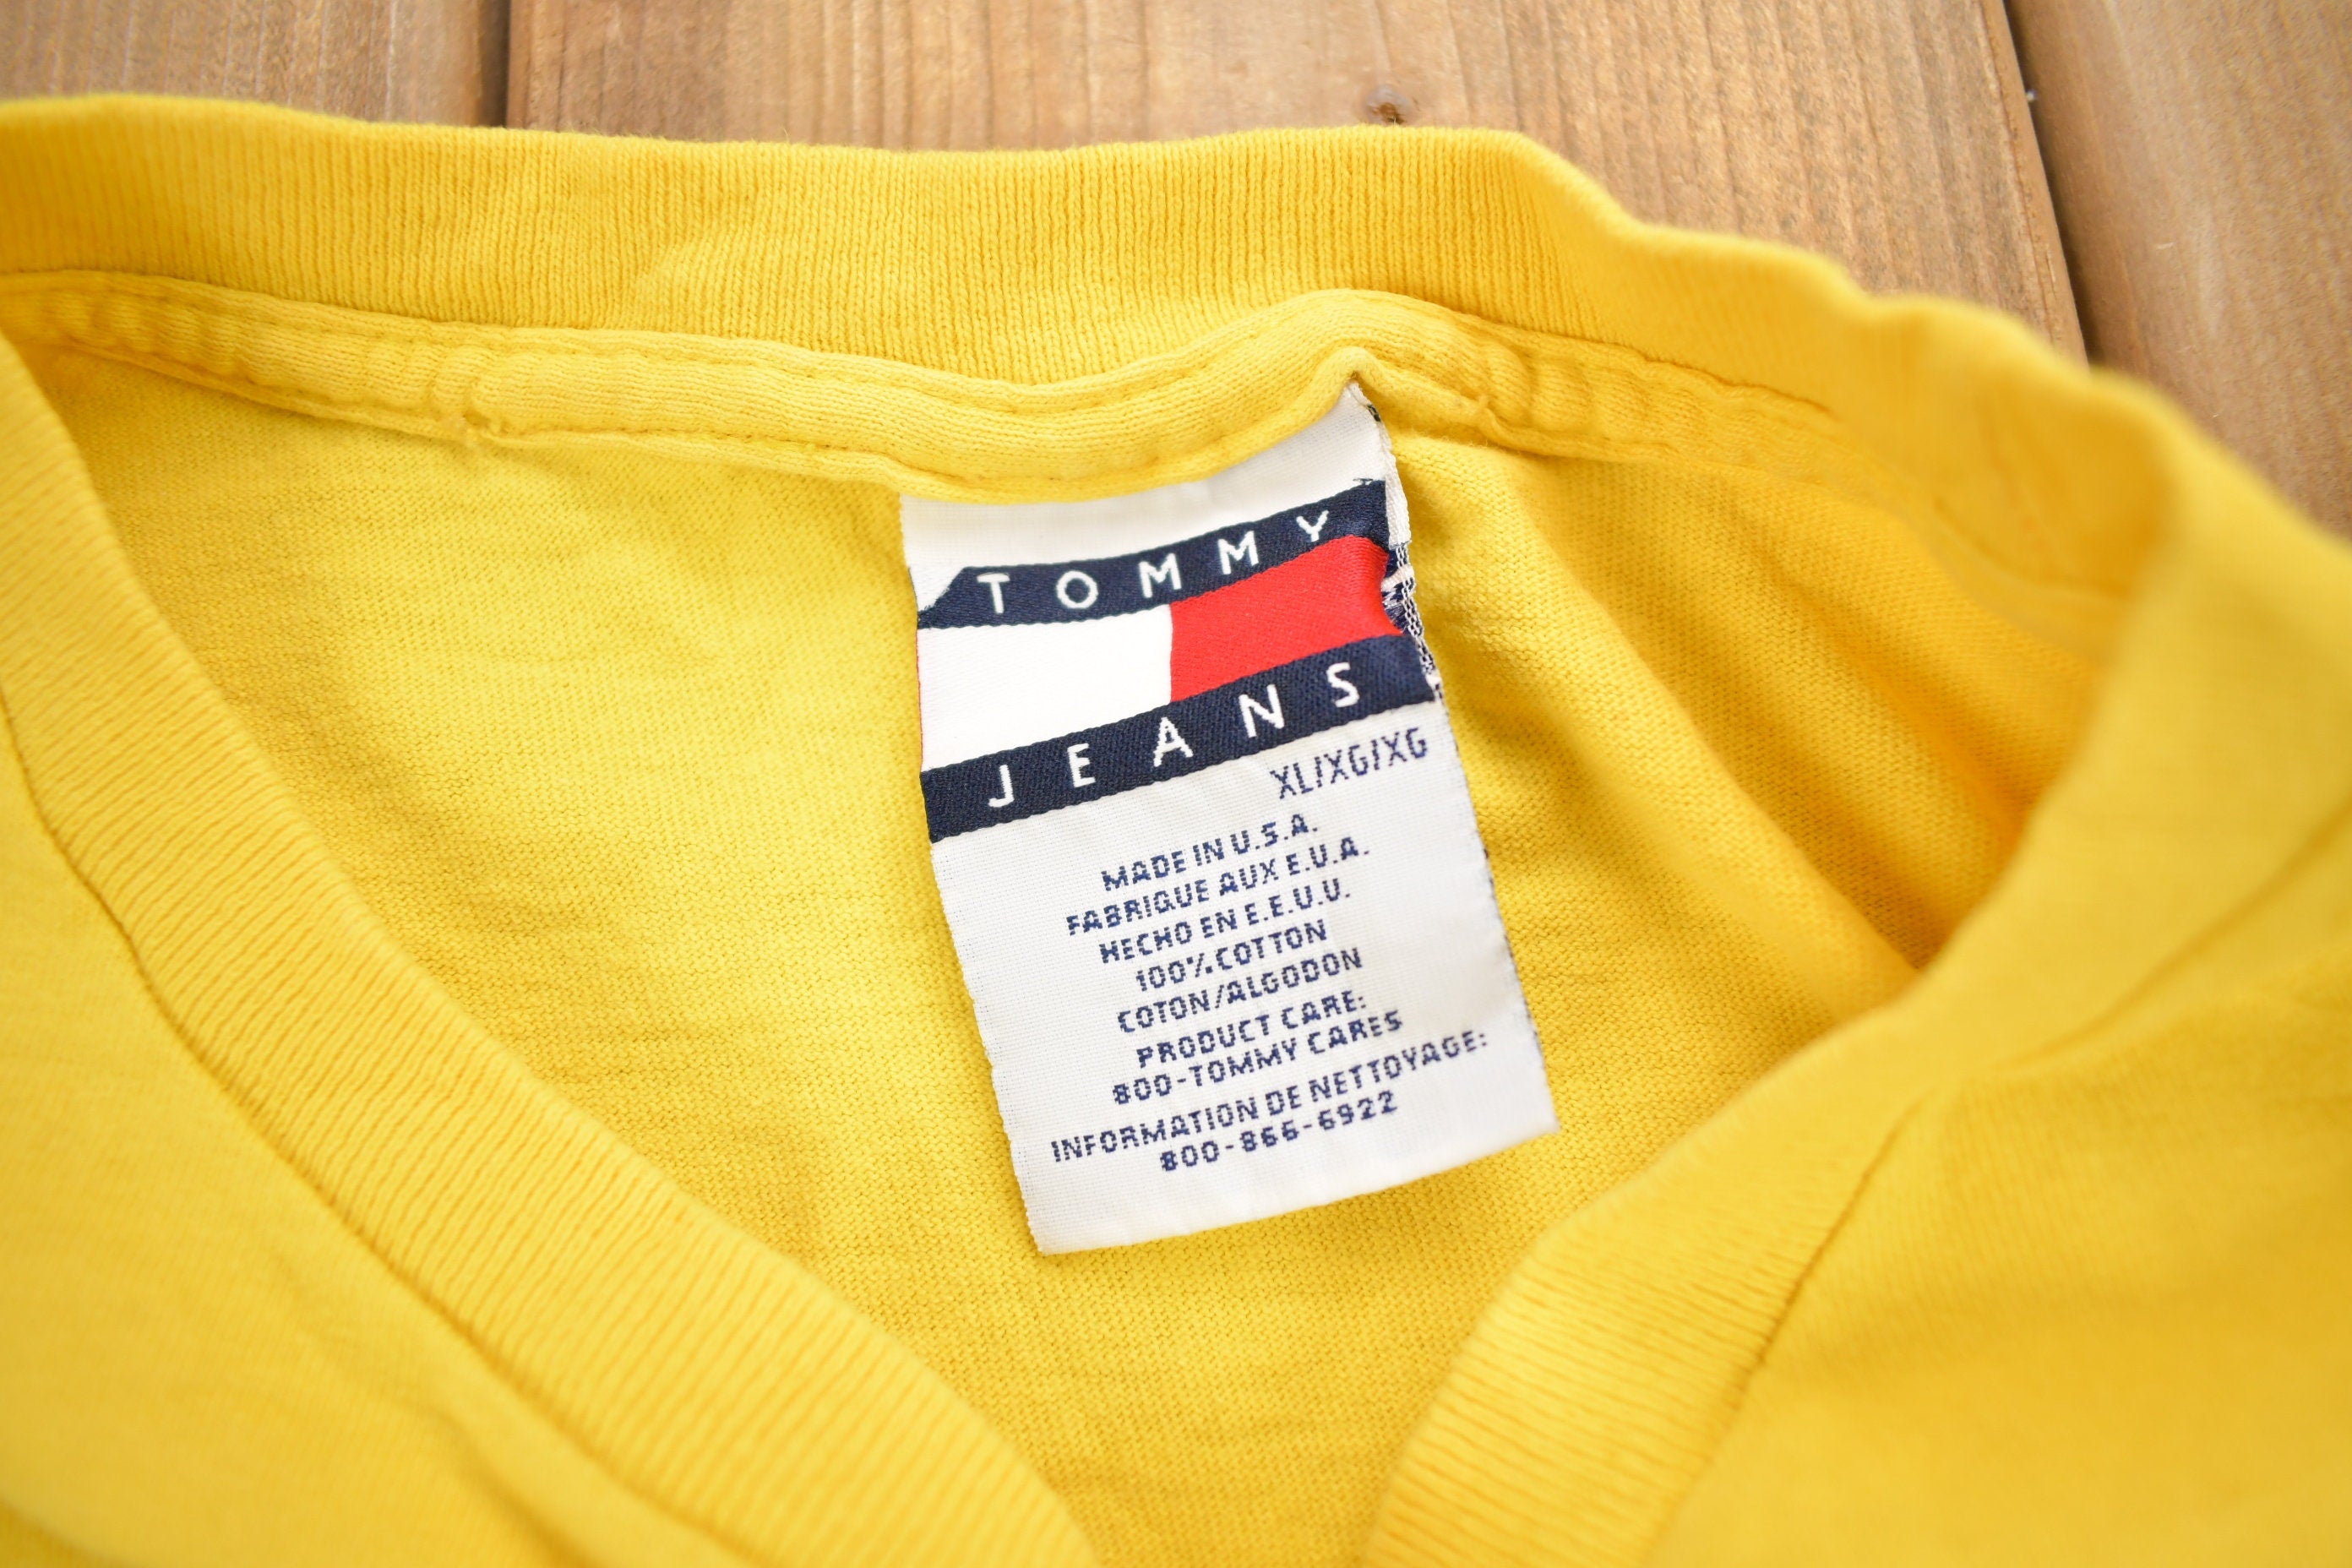 TOMMY
JEANS
XL/XG/XG
MADE IN U.S.A.
FABRIQUE AUX E.U.A.
HECHO EN E.E.U.U.
100% COTTON
COTON/ALGODON
PRODUCT CARE:
800-TOMMY CARES
INFORMATION DE NETTOYAGE:
800-866-6922